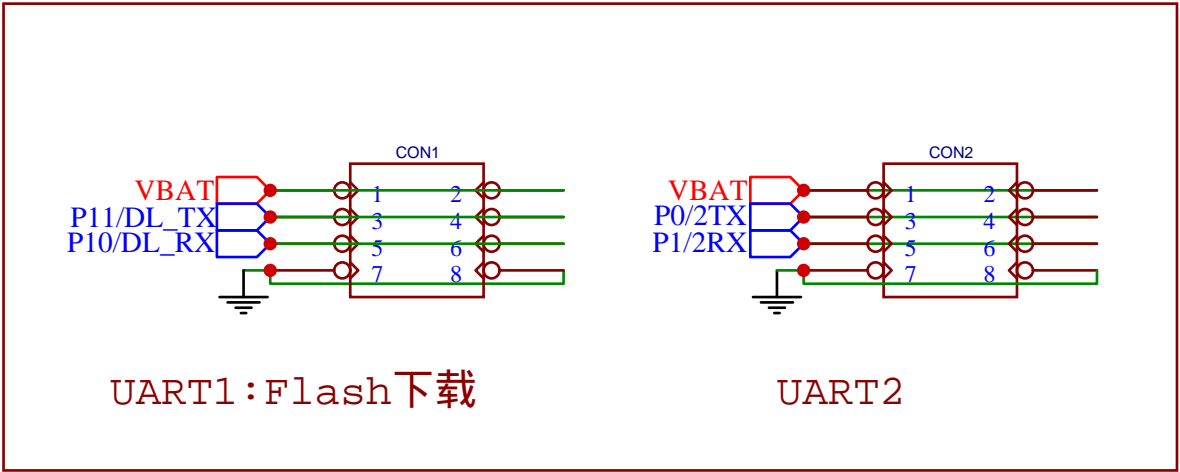 CON1
VBAT 1 2
P11/DL_TX 3 4
P10/DL_RX 5 6
7 8
UART1:Flash下载
CON2
VBAT 1 2
P0/2TX 3 4
P1/2RX 5 6
7 8
UART2